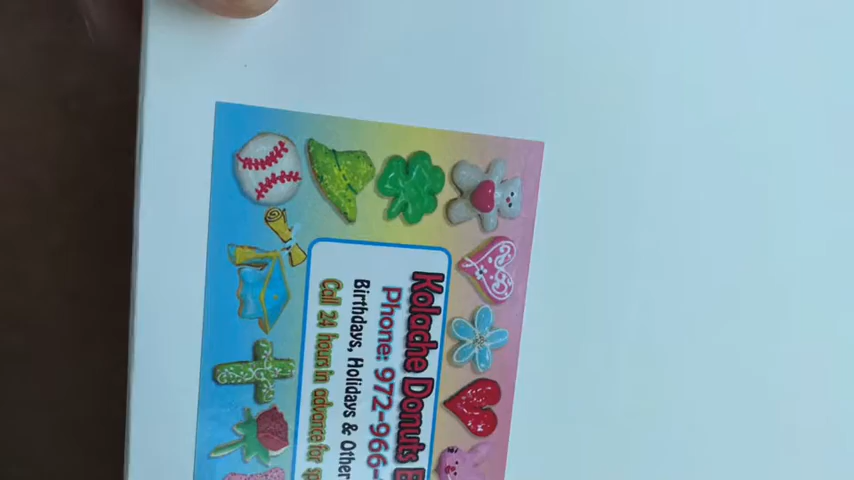 Kolache Donuts
Phone: 972-966-
Birthdays, Holidays & Other
Call 24 hours in advance for